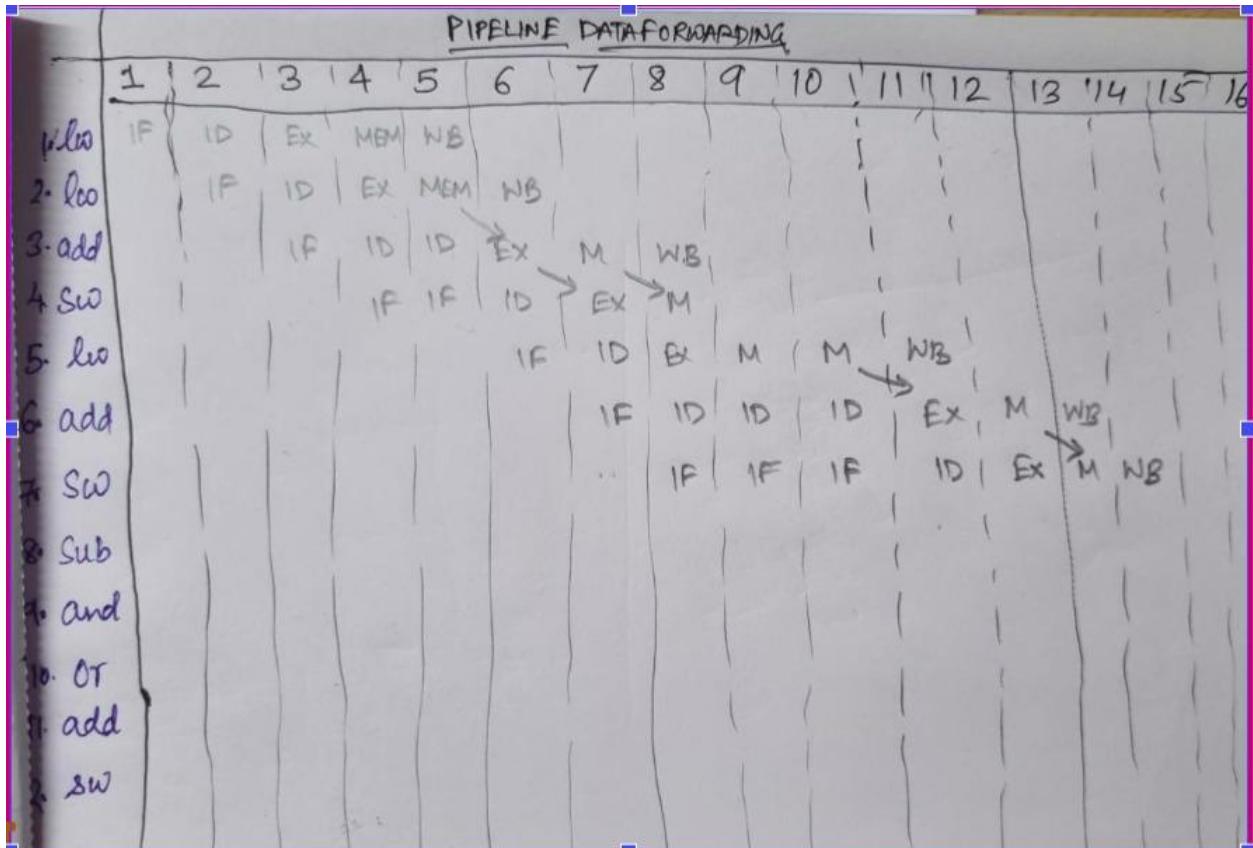 PIPELINE DATAFORWARDING
1 2 3 4 5 6 7 8 9 10 11 12 13 14 15 16
1. lw IF ID EX MEM WB
2. lw IF ID EX MEM WB
3. add IF ID ID EX M WB
4 SW IF IF ID EX M
5. lw IF ID EX M M WB
6. add IF ID ID ID EX M WB
7. SW IF IF IF ID EX M WB
8. Sub
9. and
10. Or
11. add
2. SW